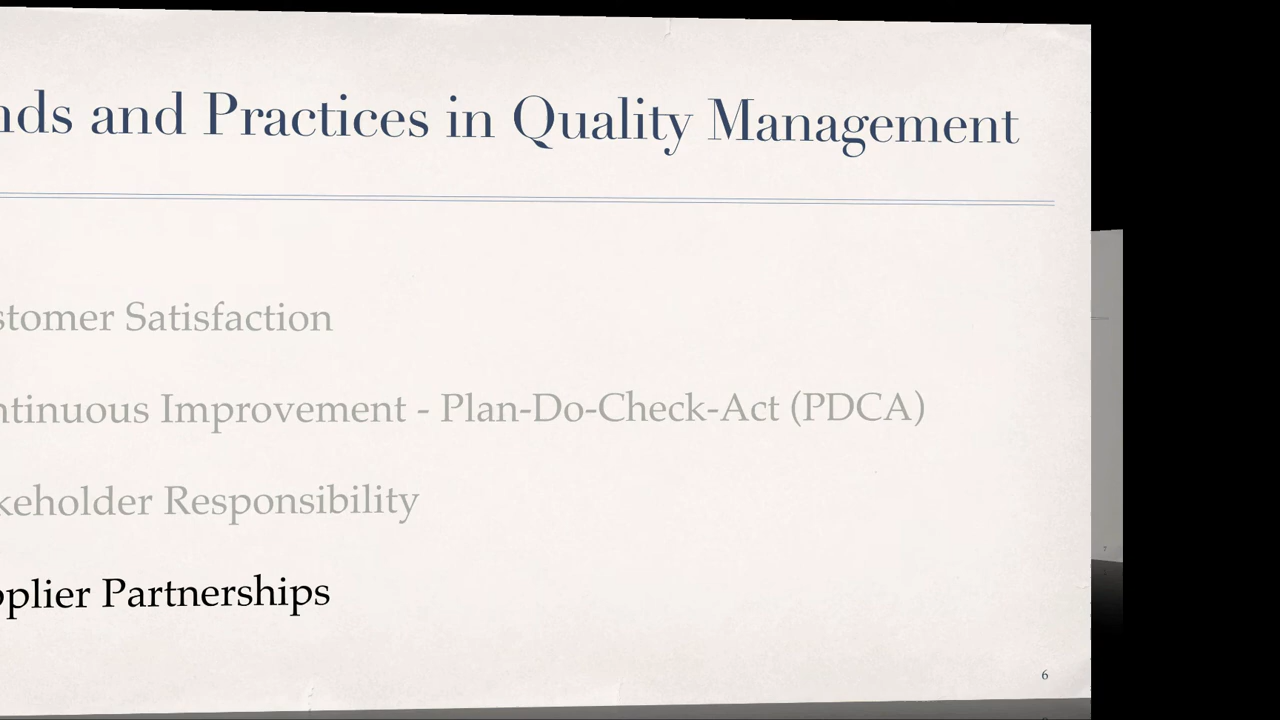 nds and Practices in Quality Management
stomer Satisfaction
ntinuous Improvement - Plan-Do-Check-Act (PDCA)
keholder Responsibility
pplier Partnerships
6
7